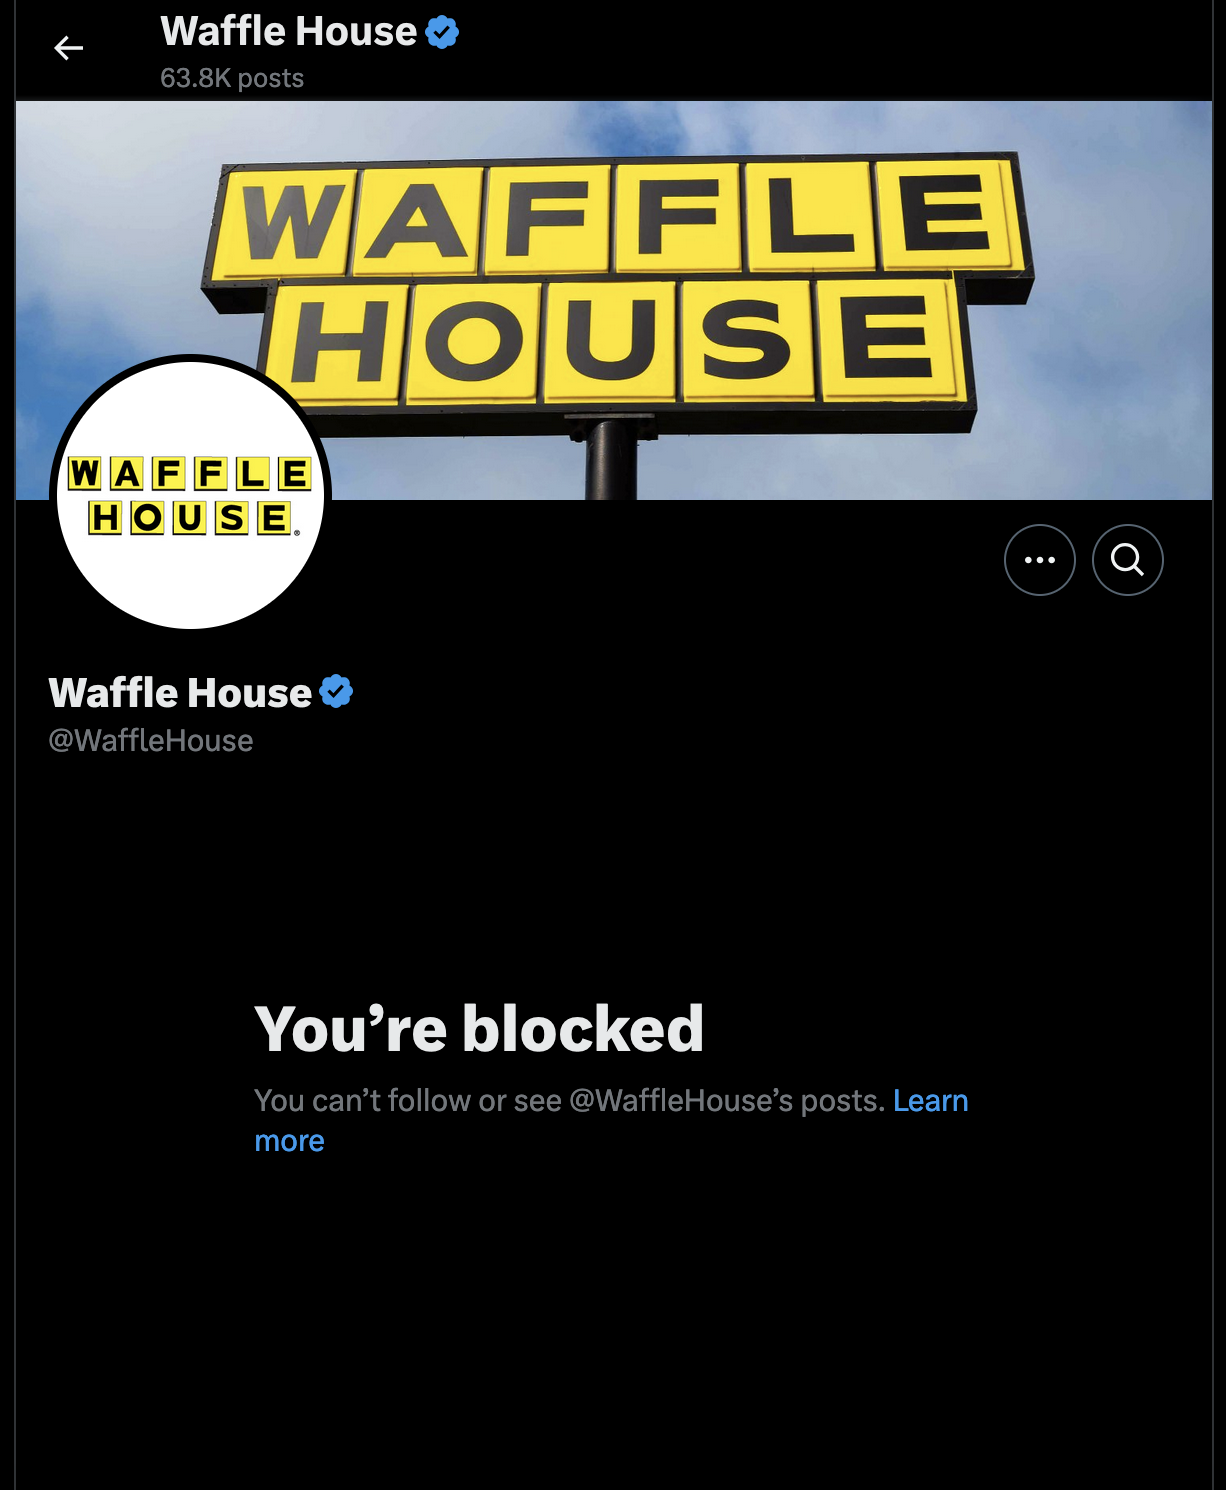 Waffle House
63.8K posts
WAFFLE
HOUSE
WAFFLE
HOUSE®
Waffle House
@WaffleHouse
You’re blocked
You can’t follow or see @WaffleHouse’s posts. Learn
more